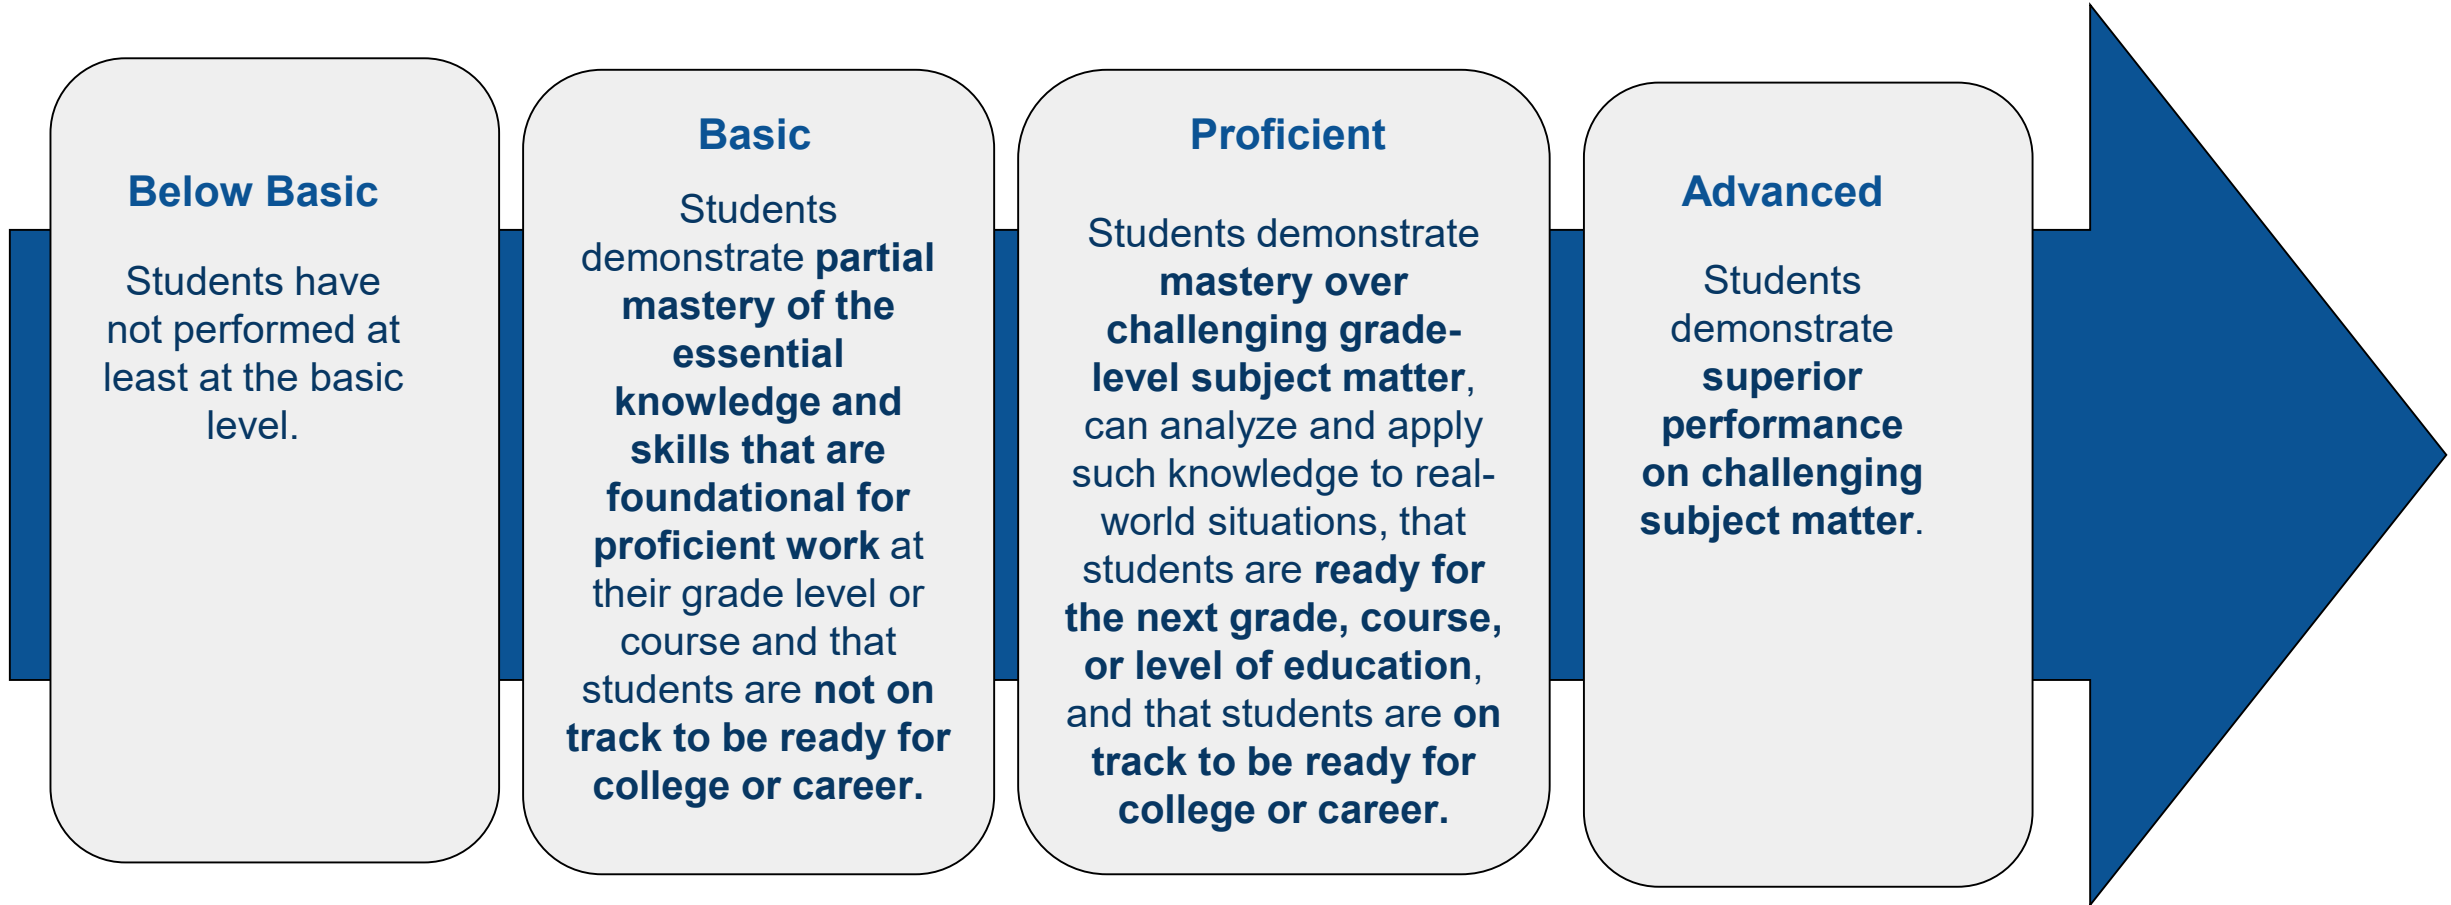 Below Basic
Students have
not performed at
least at the basic
level.
Basic
Students
demonstrate partial
mastery of the
essential
knowledge and
skills that are
foundational for
proficient work at
their grade level or
course and that
students are not on
track to be ready for
college or career.
Proficient
Students demonstrate
mastery over
challenging grade-
level subject matter,
can analyze and apply
such knowledge to real-
world situations, that
students are ready for
the next grade, course,
or level of education,
and that students are on
track to be ready for
college or career.
Advanced
Students
demonstrate
superior
performance
on challenging
subject matter.